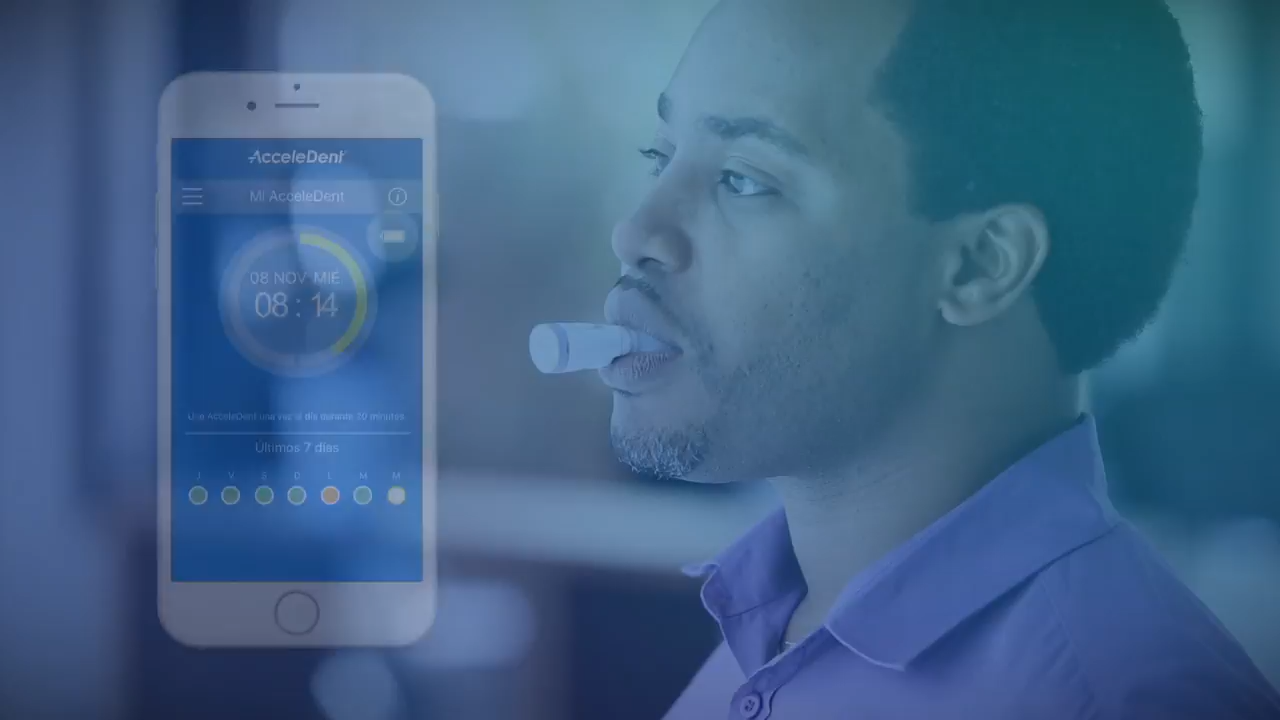 AcceleDent
Mi AcceleDent
08 NOV MIE
08 : 14
Use AcceleDent una vez al día durante 20 minutos
Últimos 7 días
J V S D L M M